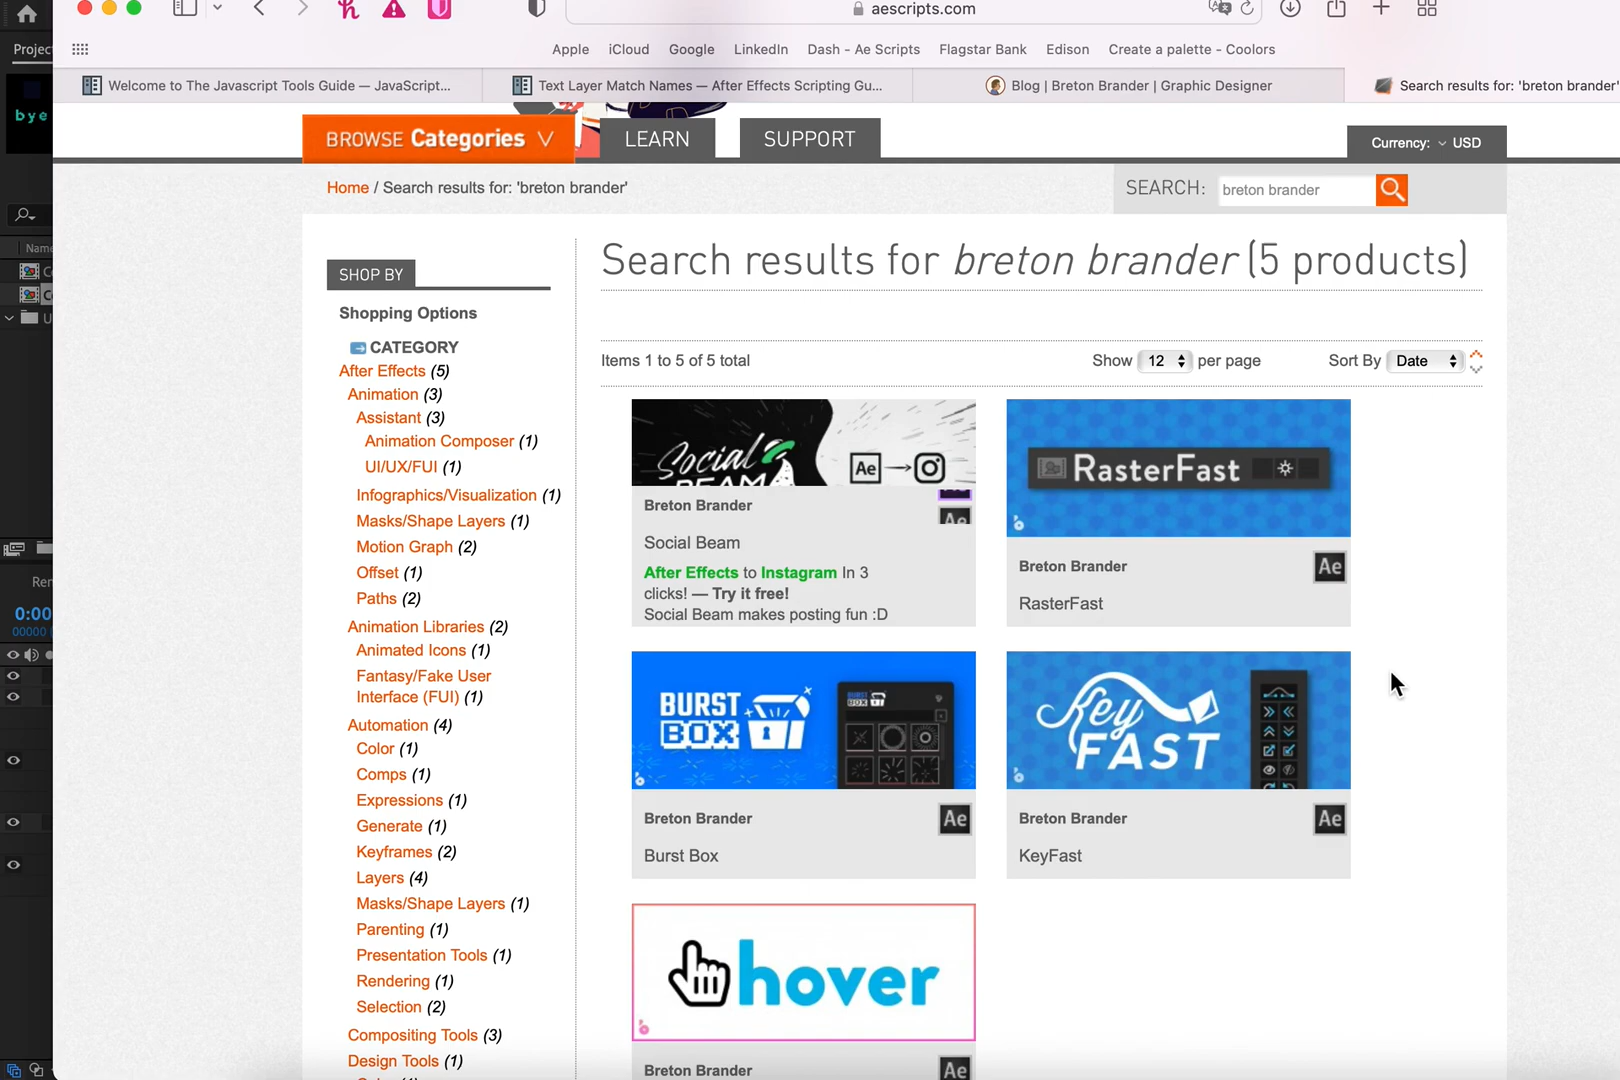 aescripts.com
Project
Apple iCloud Google LinkedIn Dash - Ae Scripts Flagstar Bank Edison Create a palette - Coolors
Welcome to The Javascript Tools Guide — JavaScript...
Text Layer Match Names — After Effects Scripting Gu...
Blog | Breton Brander | Graphic Designer
Search results for: 'breton brander'
bye
BROWSE Categories
LEARN
SUPPORT
Currency: USD
Home / Search results for: 'breton brander'
SEARCH: breton brander
Name
SHOP BY
Shopping Options
CATEGORY
After Effects (5)
Animation (3)
Assistant (3)
Animation Composer (1)
UI/UX/FUI (1)
Infographics/Visualization (1)
Masks/Shape Layers (1)
Motion Graph (2)
Offset (1)
Paths (2)
Animation Libraries (2)
Animated Icons (1)
Fantasy/Fake User
Interface (FUI) (1)
Automation (4)
Color (1)
Comps (1)
Expressions (1)
Generate (1)
Keyframes (2)
Layers (4)
Masks/Shape Layers (1)
Parenting (1)
Presentation Tools (1)
Rendering (1)
Selection (2)
Compositing Tools (3)
Design Tools (1)
Search results for breton brander (5 products)
Items 1 to 5 of 5 total
Show 12 per page
Sort By Date
Social
BEAM
Ae
Breton Brander
Ae
Social Beam
After Effects to Instagram In 3
clicks! — Try it free!
Social Beam makes posting fun :D
RasterFast
Breton Brander
Ae
RasterFast
BURST
BOX
BURST
BOX
Breton Brander
Ae
Burst Box
Key
FAST
Breton Brander
Ae
KeyFast
hover
Breton Brander
Ae
Ren
0:00
00000